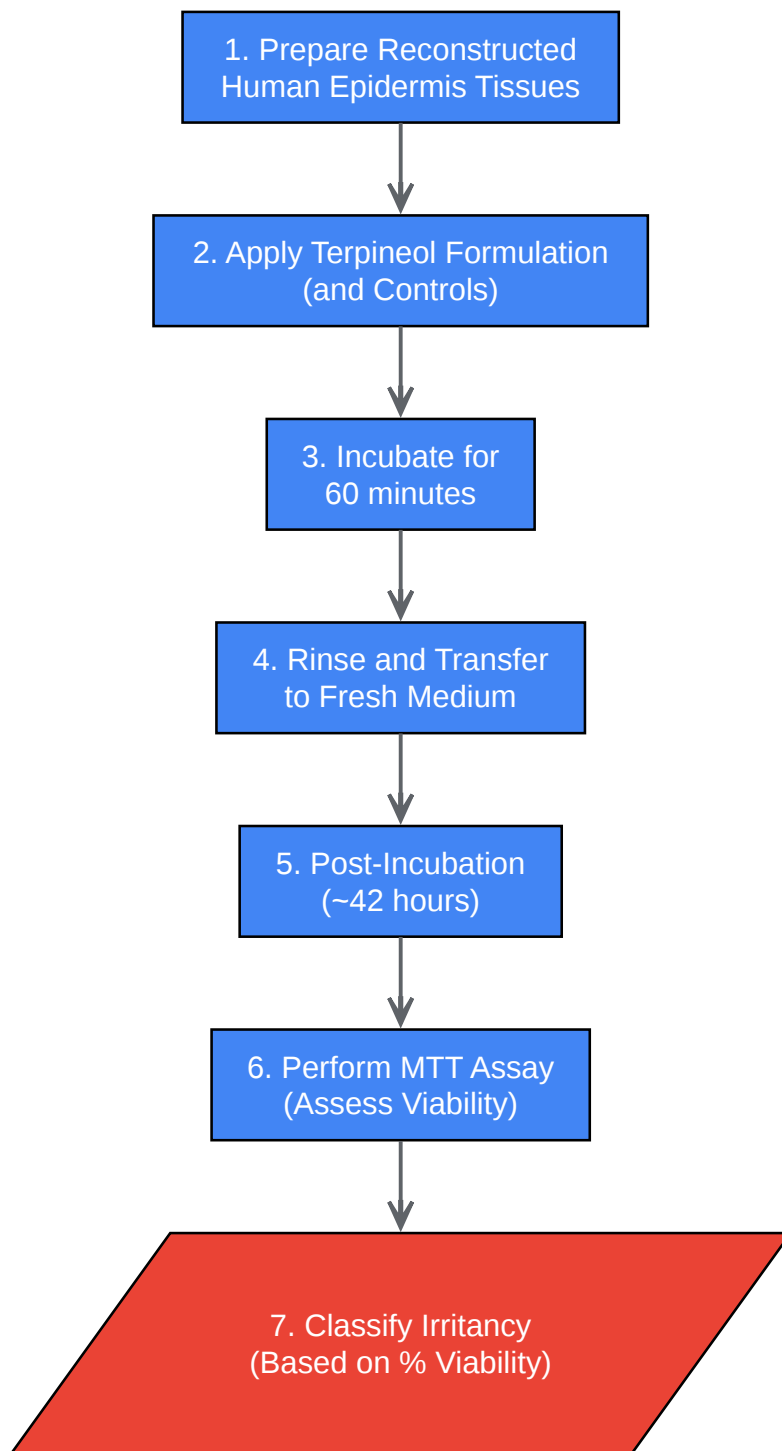 1. Prepare Reconstructed
Human Epidermis Tissues
2. Apply Terpineol Formulation
(and Controls)
3. Incubate for
60 minutes
4. Rinse and Transfer
to Fresh Medium
5. Post-Incubation
(~42 hours)
6. Perform MTT Assay
(Assess Viability)
7. Classify Irritancy
(Based on % Viability)